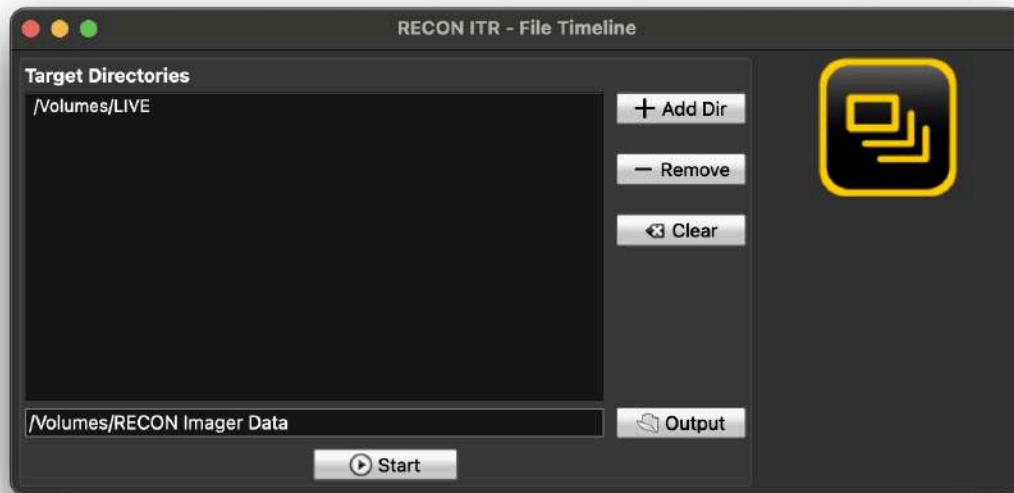 RECON ITR - File Timeline
Target Directories
/Volumes/LIVE
Add Dir
Remove
Clear
/Volumes/RECON Imager Data
Output
Start